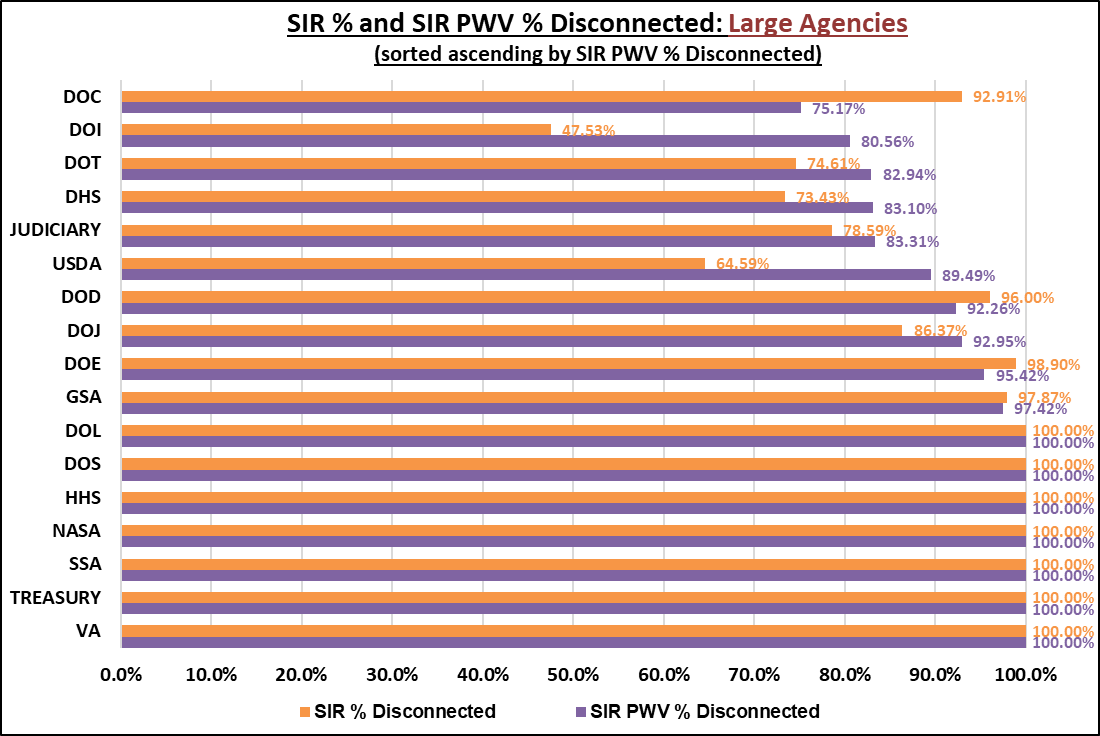 SIR % and SIR PWV % Disconnected: Large Agencies
(sorted ascending by SIR PWV % Disconnected)
DOC
92.91%
75.17%
DOI
47.53%
80.56%
DOT
74.61%
82.94%
DHS
73.43%
83.10%
JUDICIARY
78.59%
83.31%
USDA
64.59%
89.49%
DOD
96.00%
92.26%
DOJ
86.37%
92.95%
DOE
98.90%
95.42%
GSA
97.87%
97.42%
DOL
100.00%
100.00%
DOS
100.00%
100.00%
HHS
100.00%
100.00%
NASA
100.00%
100.00%
SSA
100.00%
100.00%
TREASURY
100.00%
100.00%
VA
100.00%
100.00%
0.0% 10.0% 20.0% 30.0% 40.0% 50.0% 60.0% 70.0% 80.0% 90.0% 100.0%
SIR % Disconnected SIR PWV % Disconnected